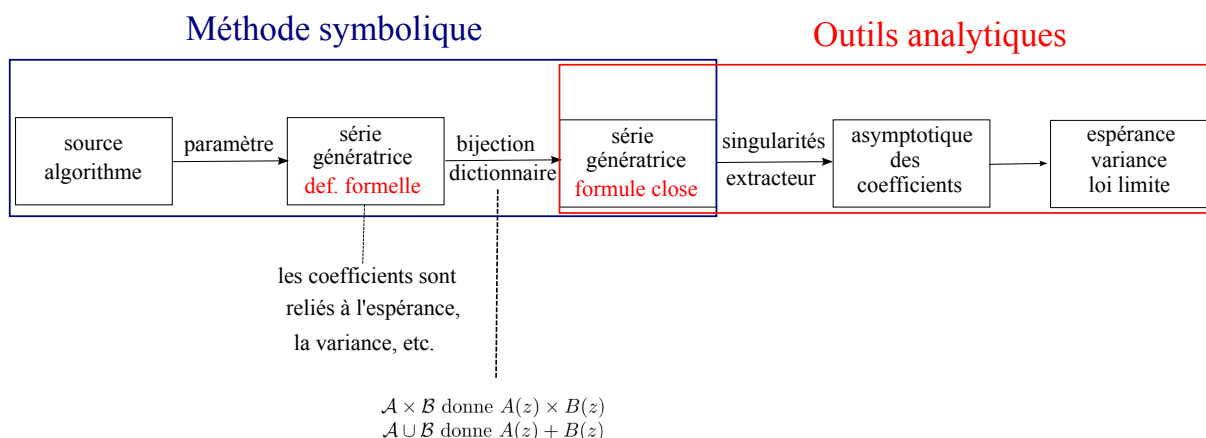 Méthode symbolique
Outils analytiques
source
algorithme
paramètre
série
génératrice
def. formelle
bijection
dictionnaire
série
génératrice
formule close
singularités
extracteur
asymptotique
des
coefficients
espérance
variance
loi limite
les coefficients sont
reliés à l'espérance,
la variance, etc.
𝒜 × ℬ donne A(z) × B(z)
𝒜 ∪ ℬ donne A(z) + B(z)